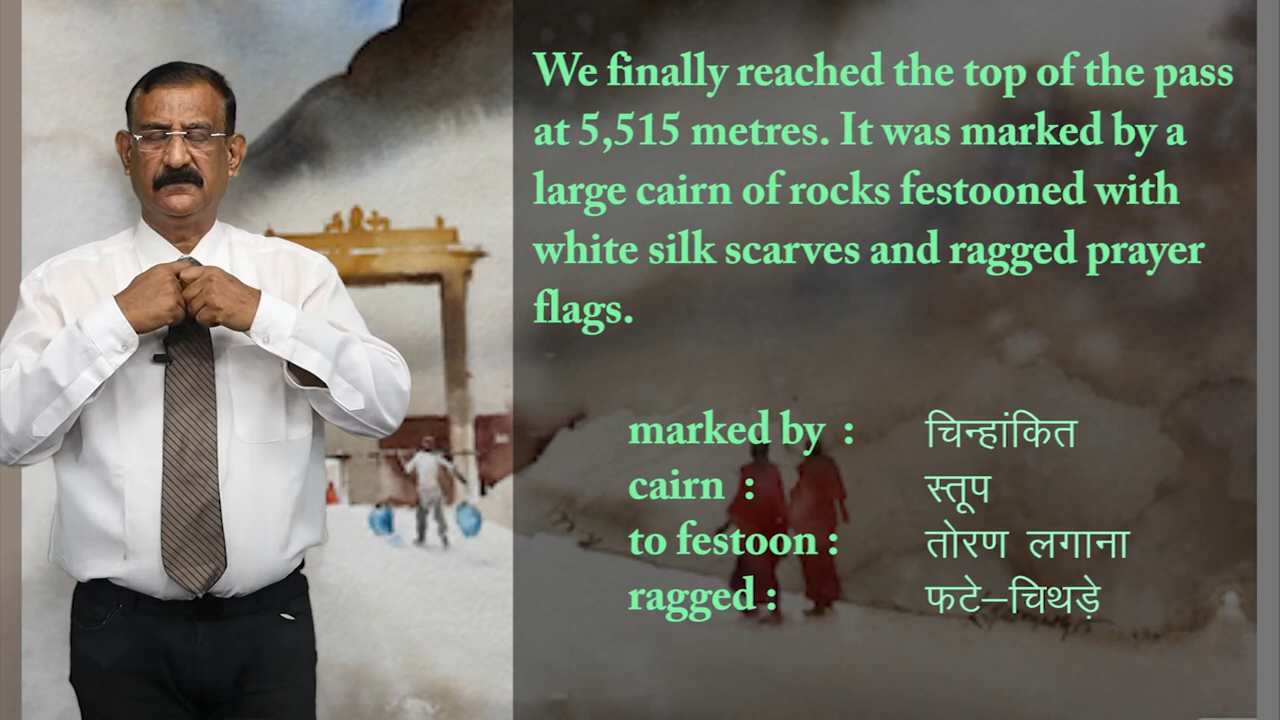 We finally reached the top of the pass
at 5,515 metres. It was marked by a
large cairn of rocks festooned with
white silk scarves and ragged prayer
flags.
marked by : चिन्हांकित
cairn : स्तूप
to festoon : तोरण लगाना
ragged : फटे–चिथड़े